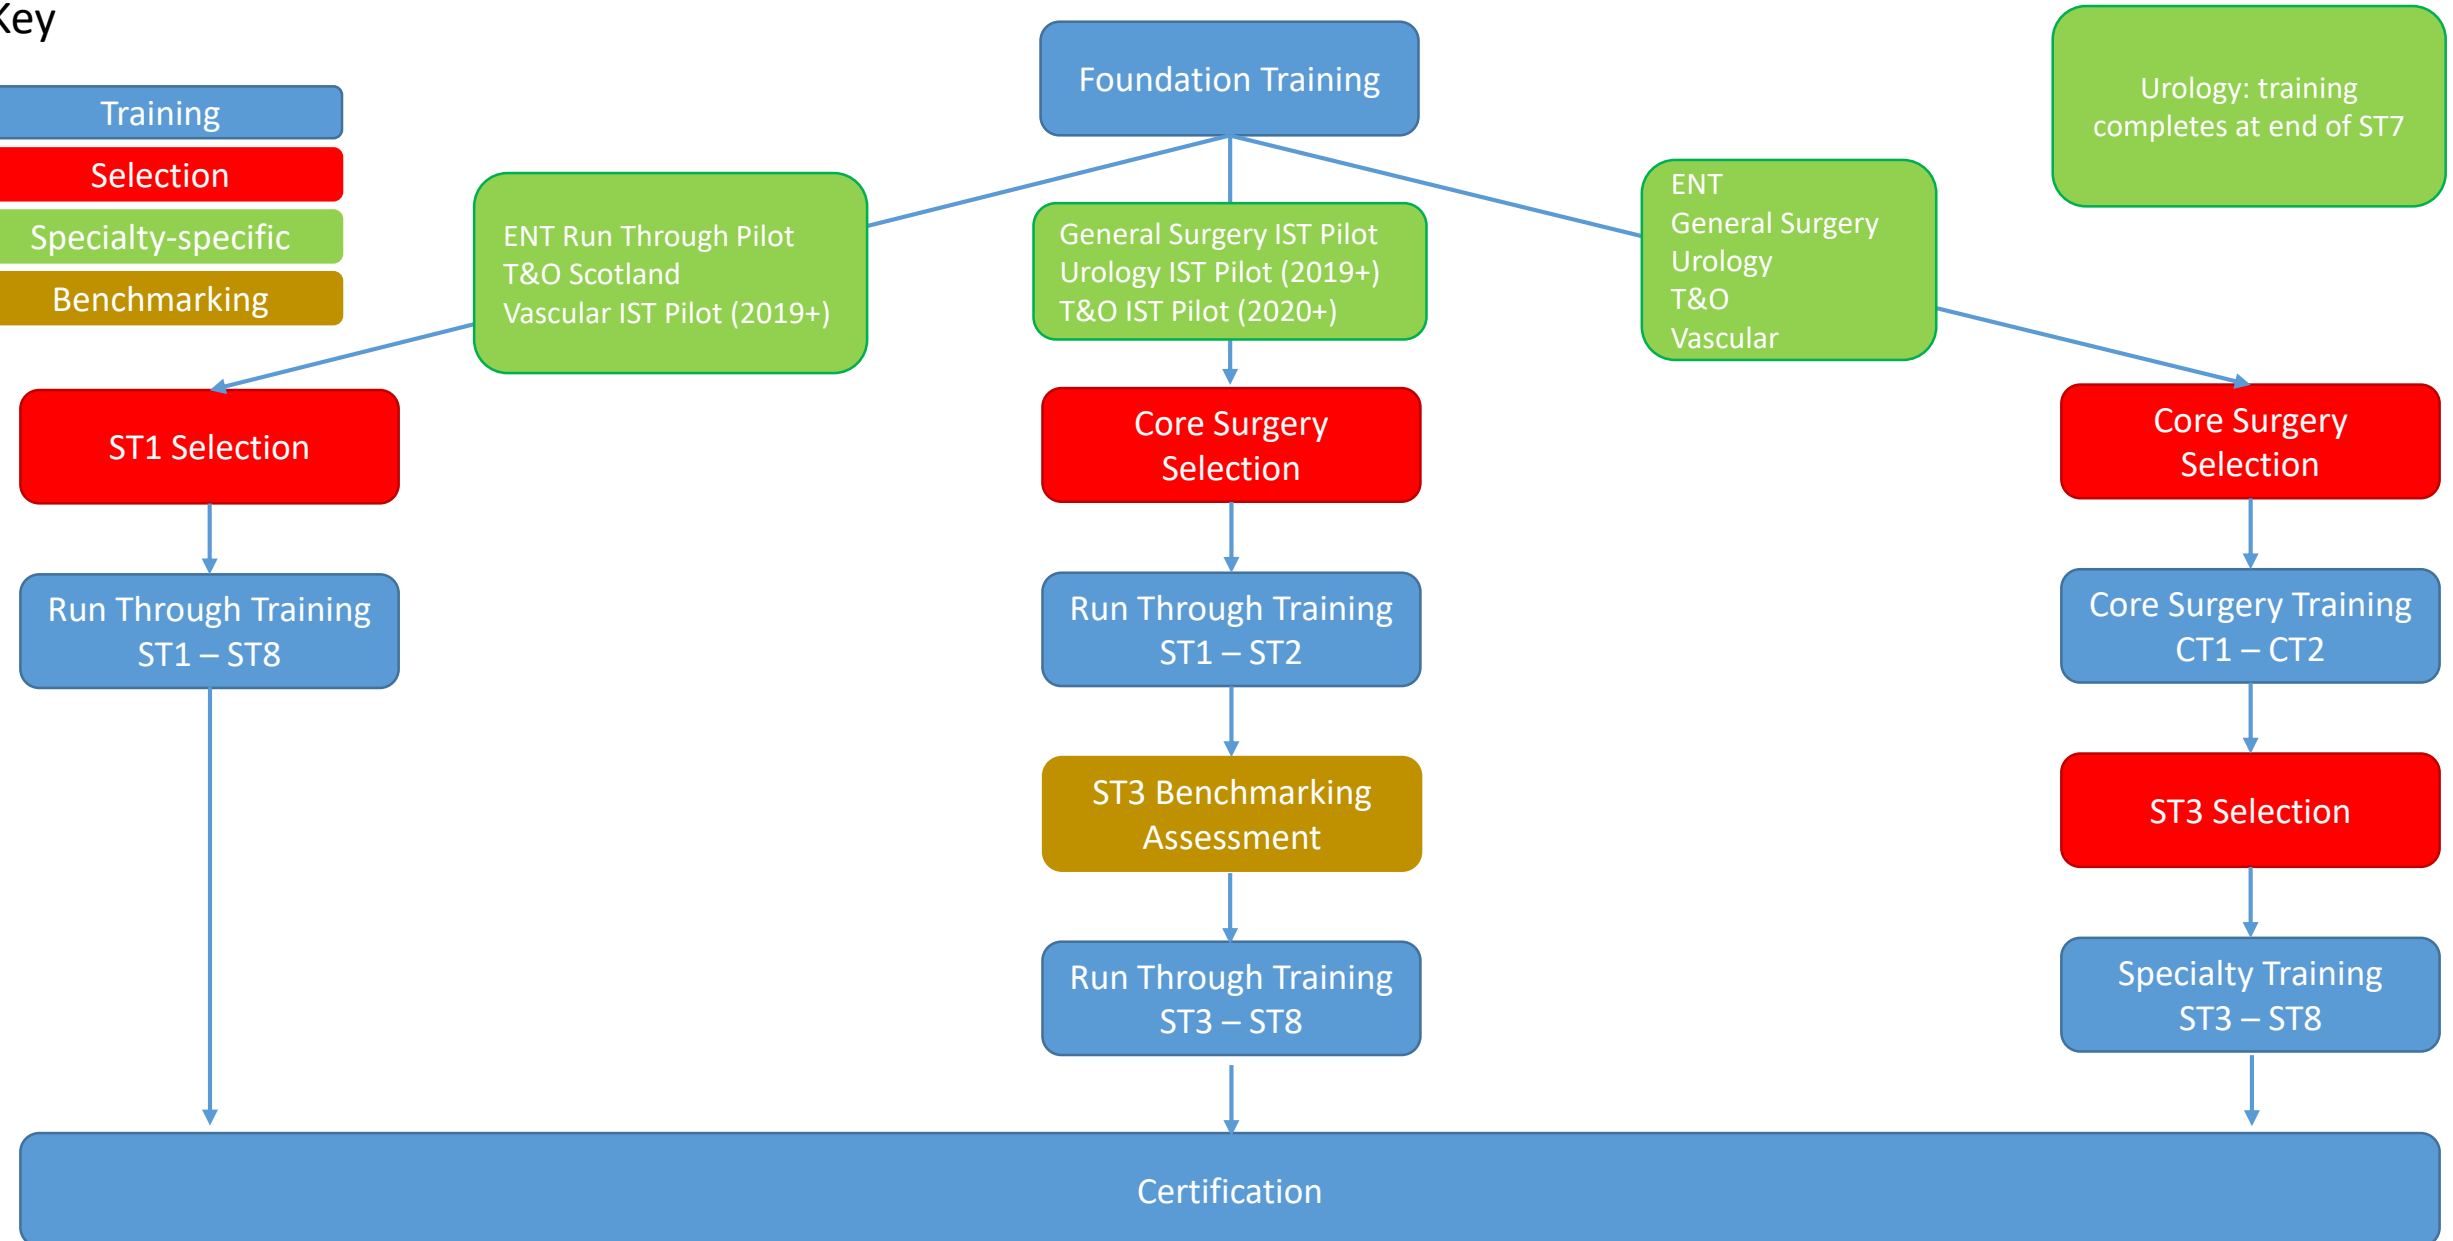 Key
Training
Selection
Specialty-specific
Benchmarking
Foundation Training
Urology: training
completes at end of ST7
ENT Run Through Pilot
T&O Scotland
Vascular IST Pilot (2019+)
General Surgery IST Pilot
Urology IST Pilot (2019+)
T&O IST Pilot (2020+)
ENT
General Surgery
Urology
T&O
Vascular
ST1 Selection
Run Through Training
ST1 – ST8
Core Surgery
Selection
Run Through Training
ST1 – ST2
ST3 Benchmarking
Assessment
Run Through Training
ST3 – ST8
Core Surgery
Selection
Core Surgery Training
CT1 – CT2
ST3 Selection
Specialty Training
ST3 – ST8
Certification